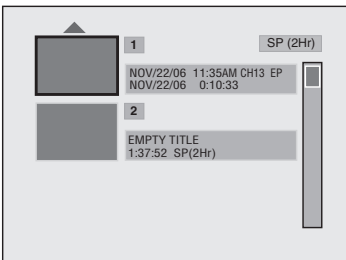 1
SP (2Hr)
NOV/22/06 11:35AM CH13 EP
NOV/22/06 0:10:33
2
EMPTY TITLE
1:37:52 SP(2Hr)